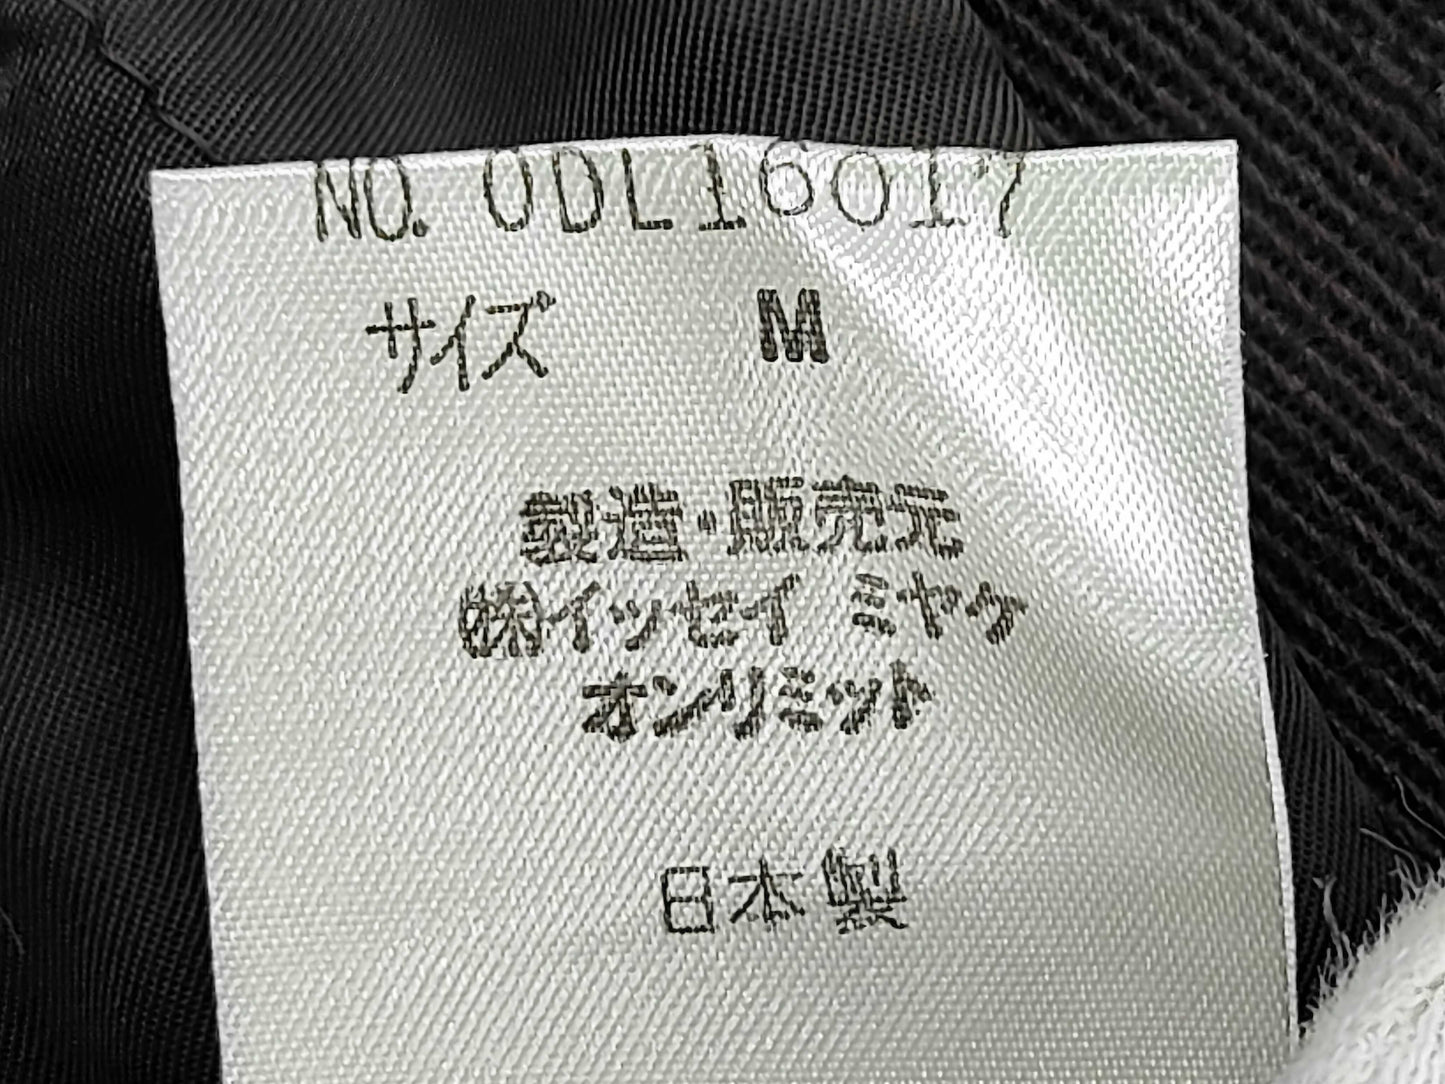 NO. ODL16017
サイズ M
製造・販売元
㈱イッセイ ミヤケ
オンリミット
日本製